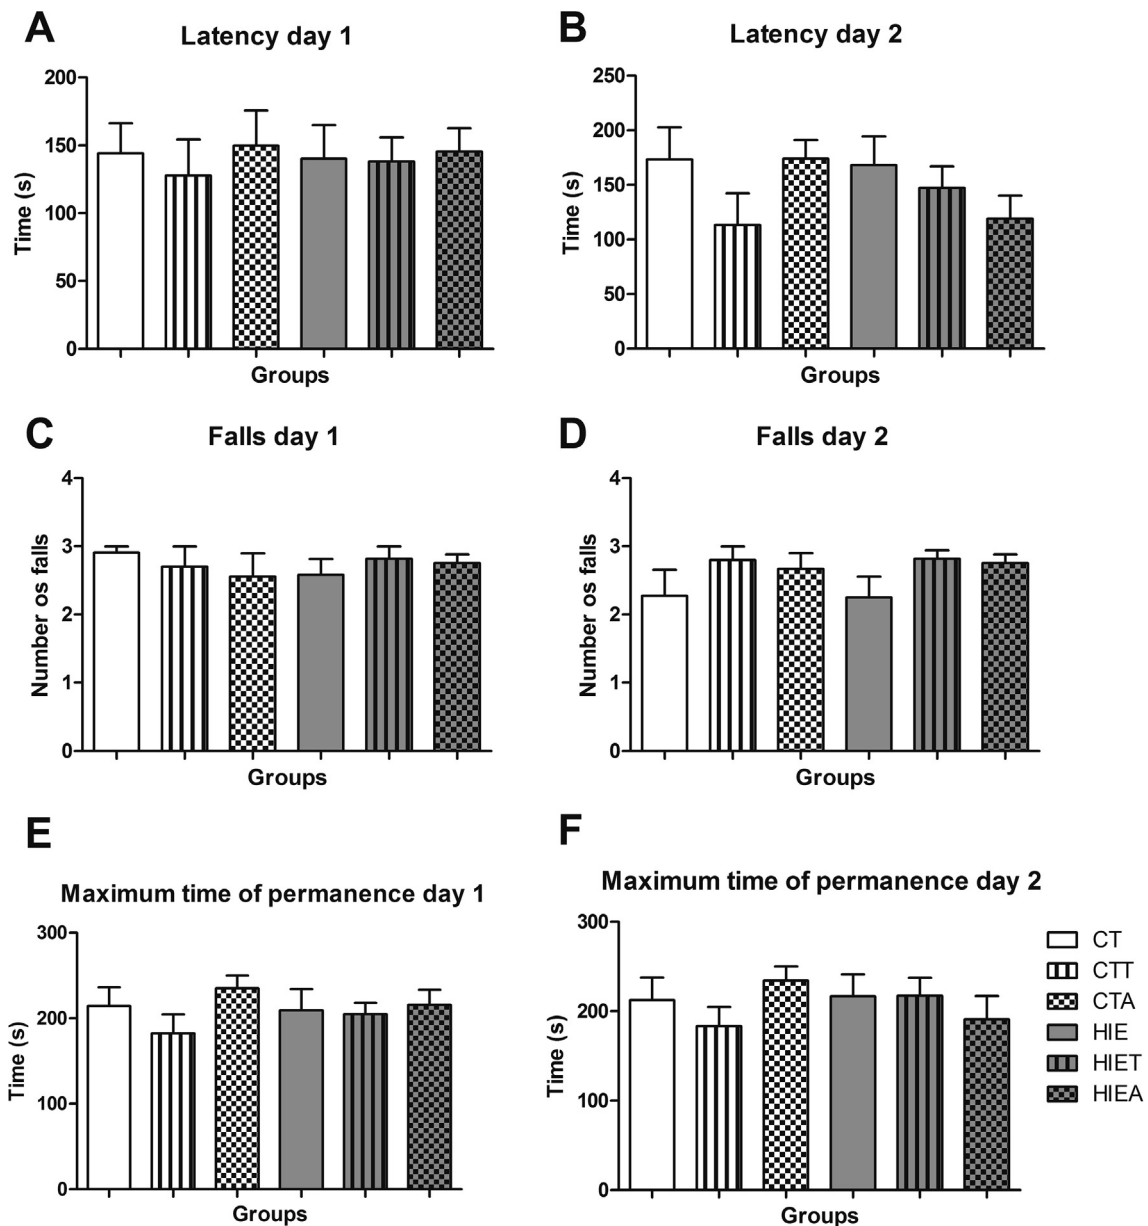 A
Latency day 1
200
150
100
50
0
Time (s)
Groups
B
Latency day 2
250
200
150
100
50
0
Time (s)
Groups
C
Falls day 1
4
3
2
1
0
Number os falls
Groups
D
Falls day 2
4
3
2
1
0
Number os falls
Groups
E
Maximum time of permanence day 1
300
200
100
0
Time (s)
Groups
F
Maximum time of permanence day 2
300
200
100
0
Time (s)
Groups
CT
CTT
CTA
HIE
HIET
HIEA